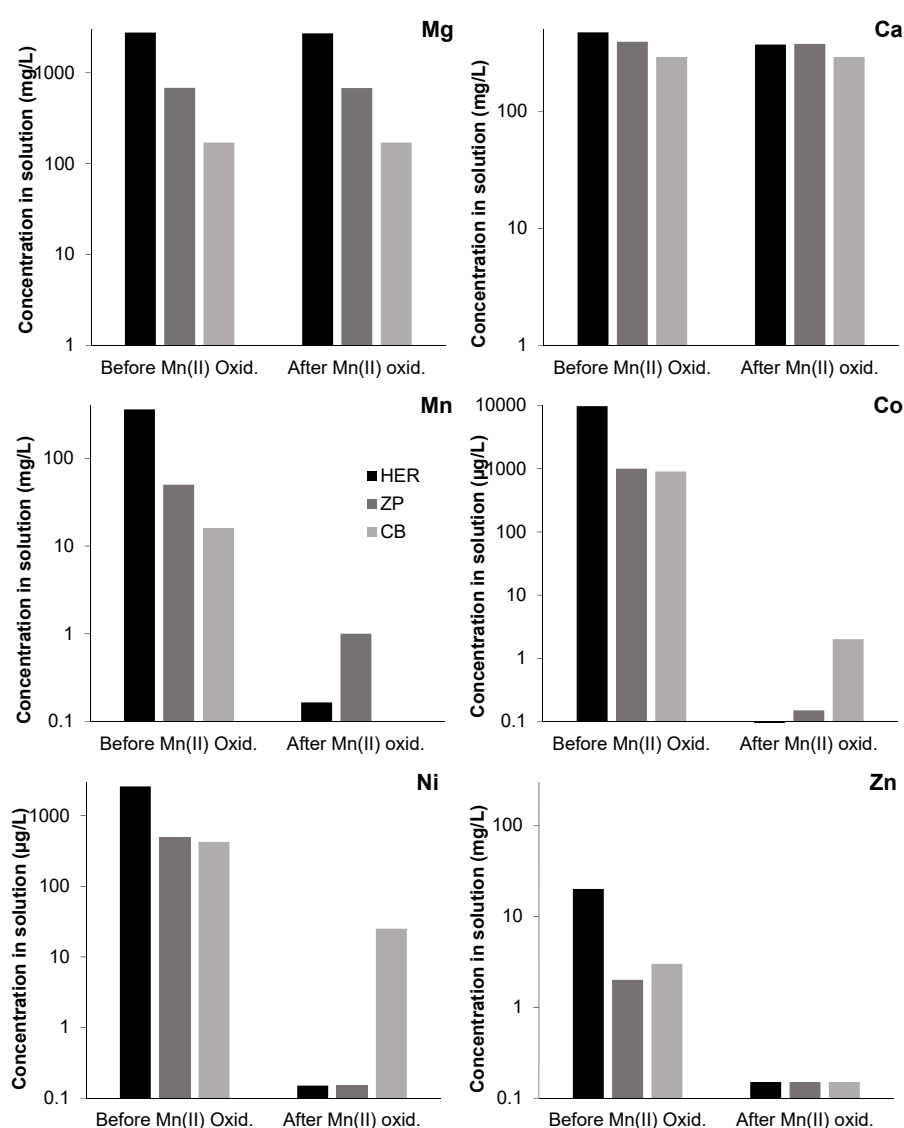 Mg
Concentration in solution (mg/L)
1000
100
10
1
Before Mn(II) Oxid.
After Mn(II) oxid.
Ca
Concentration in solution (mg/L)
100
10
1
Before Mn(II) Oxid.
After Mn(II) oxid.
Mn
Concentration in solution (mg/L)
100
10
1
0.1
HER
ZP
CB
Before Mn(II) Oxid.
After Mn(II) oxid.
Co
Concentration in solution (µg/L)
10000
1000
100
10
1
0.1
Before Mn(II) Oxid.
After Mn(II) oxid.
Ni
Concentration in solution (µg/L)
1000
100
10
1
0.1
Before Mn(II) Oxid.
After Mn(II) oxid.
Zn
Concentration in solution (mg/L)
100
10
1
0.1
Before Mn(II) Oxid.
After Mn(II) oxid.